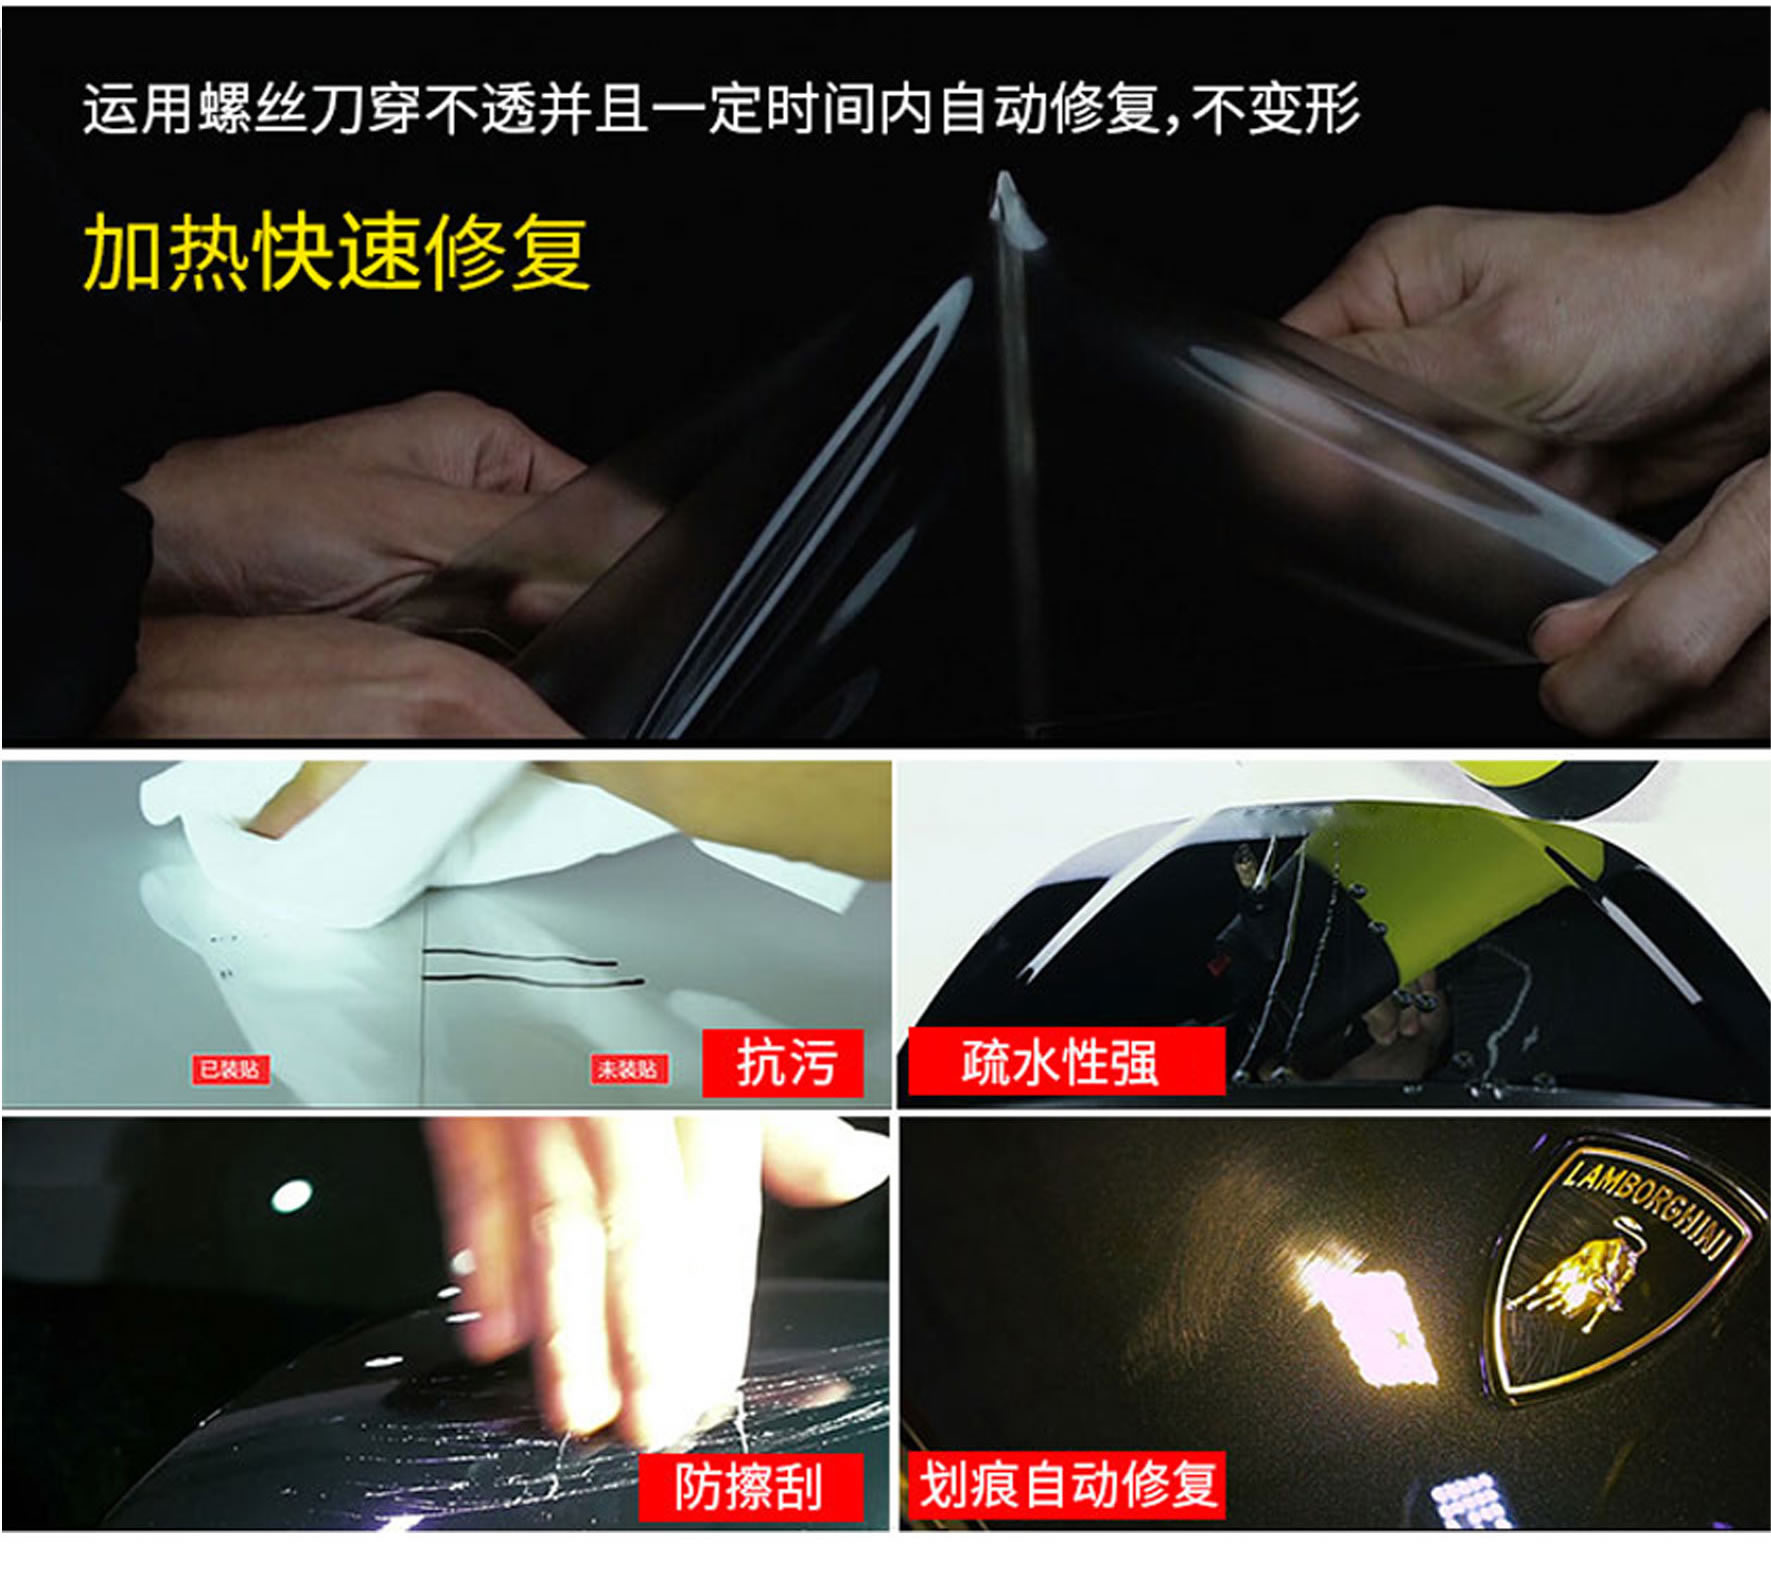 运用螺丝刀穿不透并且一定时间内自动修复,不变形
加热快速修复
已装贴
未装贴
抗污
疏水性强
防擦刮
LAMBORGHINI
划痕自动修复